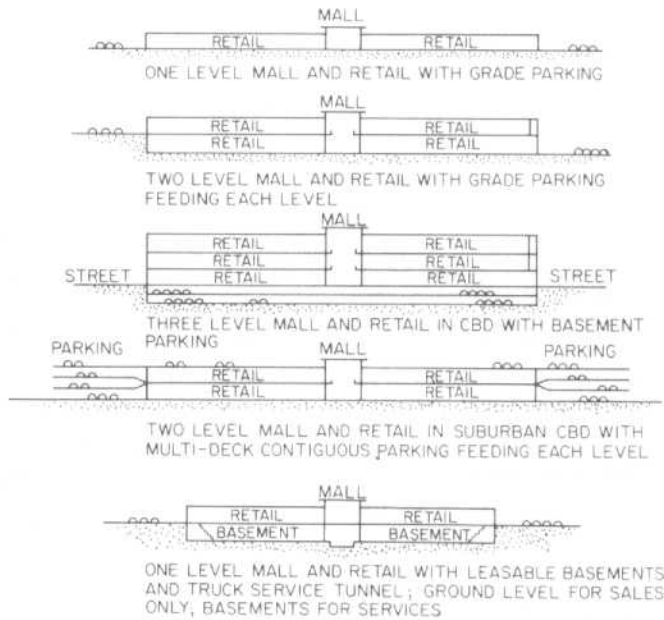 MALL
RETAIL RETAIL
ONE LEVEL MALL AND RETAIL WITH GRADE PARKING
MALL
RETAIL RETAIL
RETAIL RETAIL
TWO LEVEL MALL AND RETAIL WITH GRADE PARKING
FEEDING EACH LEVEL
MALL
RETAIL RETAIL
RETAIL RETAIL
STREET RETAIL RETAIL STREET
THREE LEVEL MALL AND RETAIL IN CBD WITH BASEMENT
PARKING
PARKING MALL PARKING
RETAIL RETAIL
RETAIL RETAIL
TWO LEVEL MALL AND RETAIL IN SUBURBAN CBD WITH
MULTI-DECK CONTIGUOUS PARKING FEEDING EACH LEVEL
MALL
RETAIL RETAIL
BASEMENT BASEMENT
ONE LEVEL MALL AND RETAIL WITH LEASABLE BASEMENTS
AND TRUCK SERVICE TUNNEL; GROUND LEVEL FOR SALES
ONLY; BASEMENTS FOR SERVICES